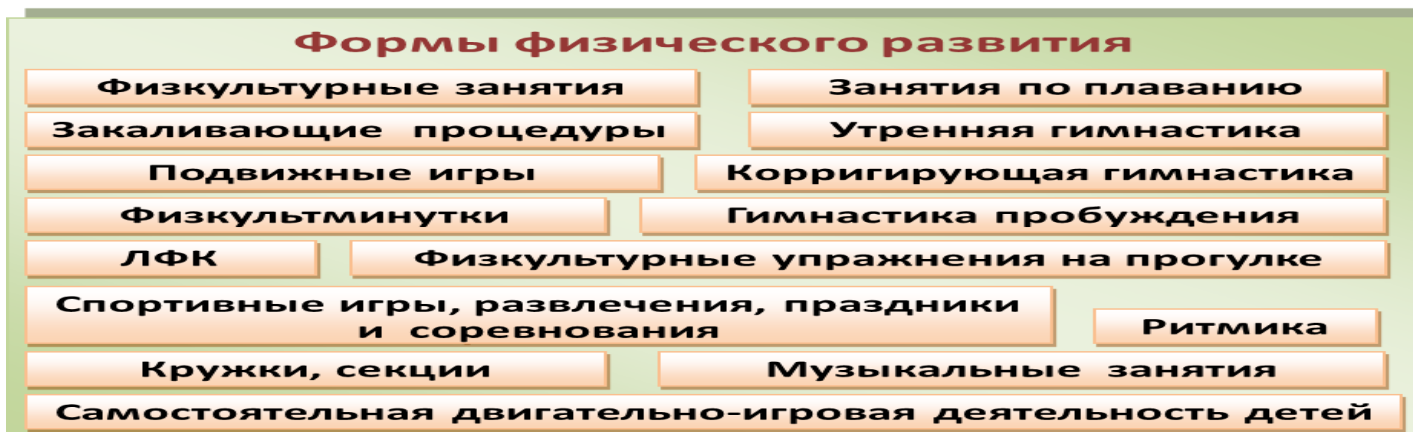 Формы физического развития
Физкультурные занятия
Занятия по плаванию
Закаливающие процедуры
Утренняя гимнастика
Подвижные игры
Корригирующая гимнастика
Физкультминутки
Гимнастика пробуждения
ЛФК
Физкультурные упражнения на прогулке
Спортивные игры, развлечения, праздники
и соревнования
Ритмика
Кружки, секции
Музыкальные занятия
Самостоятельная двигательно-игровая деятельность детей